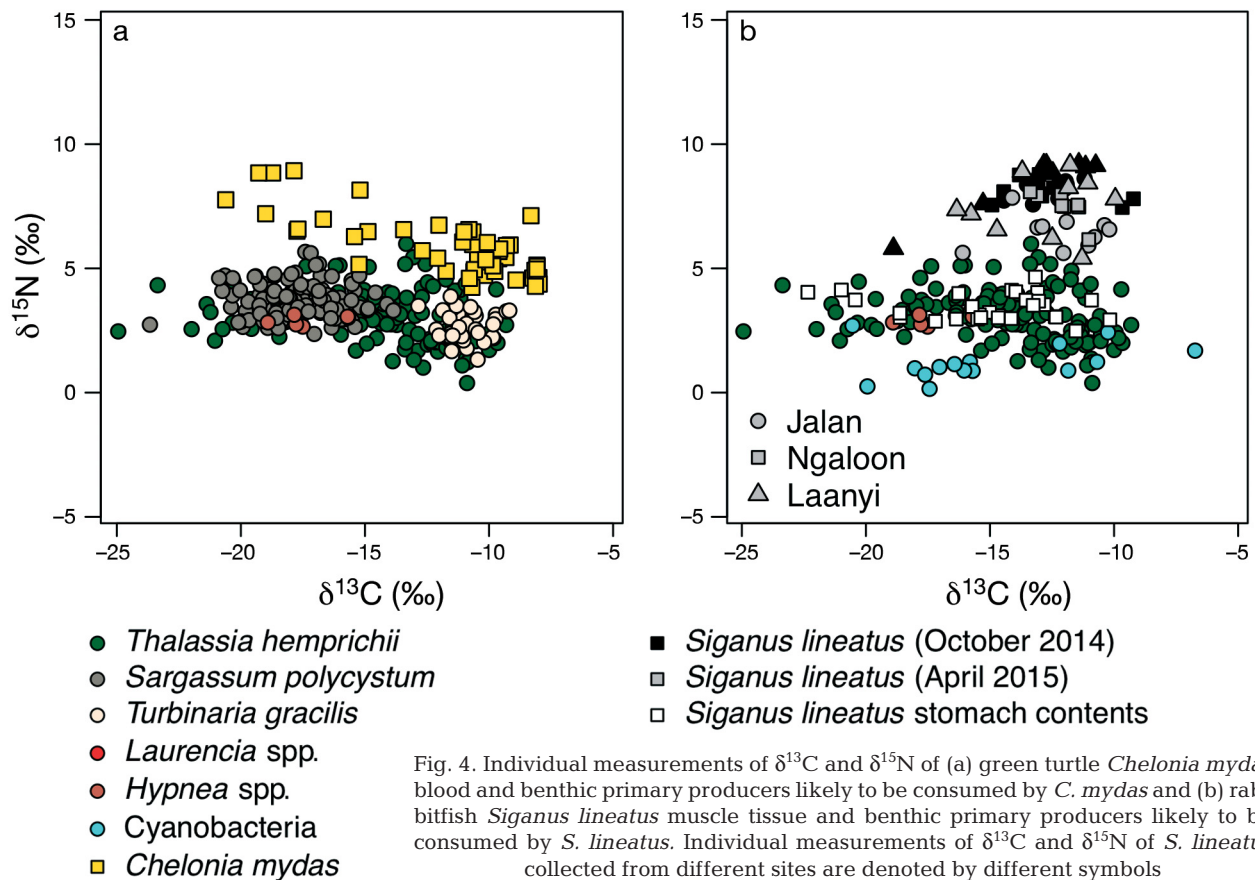 a
b
15
10
5
0
−5
δ15N (‰)
−25
−20
−15
−10
−5
δ13C (‰)
15
10
5
0
−5
Jalan
Ngaloon
Laanyi
−25
−20
−15
−10
−5
δ13C (‰)
Thalassia hemprichii
Sargassum polycystum
Turbinaria gracilis
Laurencia spp.
Hypnea spp.
Cyanobacteria
Chelonia mydas
Siganus lineatus (October 2014)
Siganus lineatus (April 2015)
Siganus lineatus stomach contents
Fig. 4. Individual measurements of δ13C and δ15N of (a) green turtle Chelonia myda
blood and benthic primary producers likely to be consumed by C. mydas and (b) rab
bitfish Siganus lineatus muscle tissue and benthic primary producers likely to b
consumed by S. lineatus. Individual measurements of δ13C and δ15N of S. lineatu
collected from different sites are denoted by different symbols